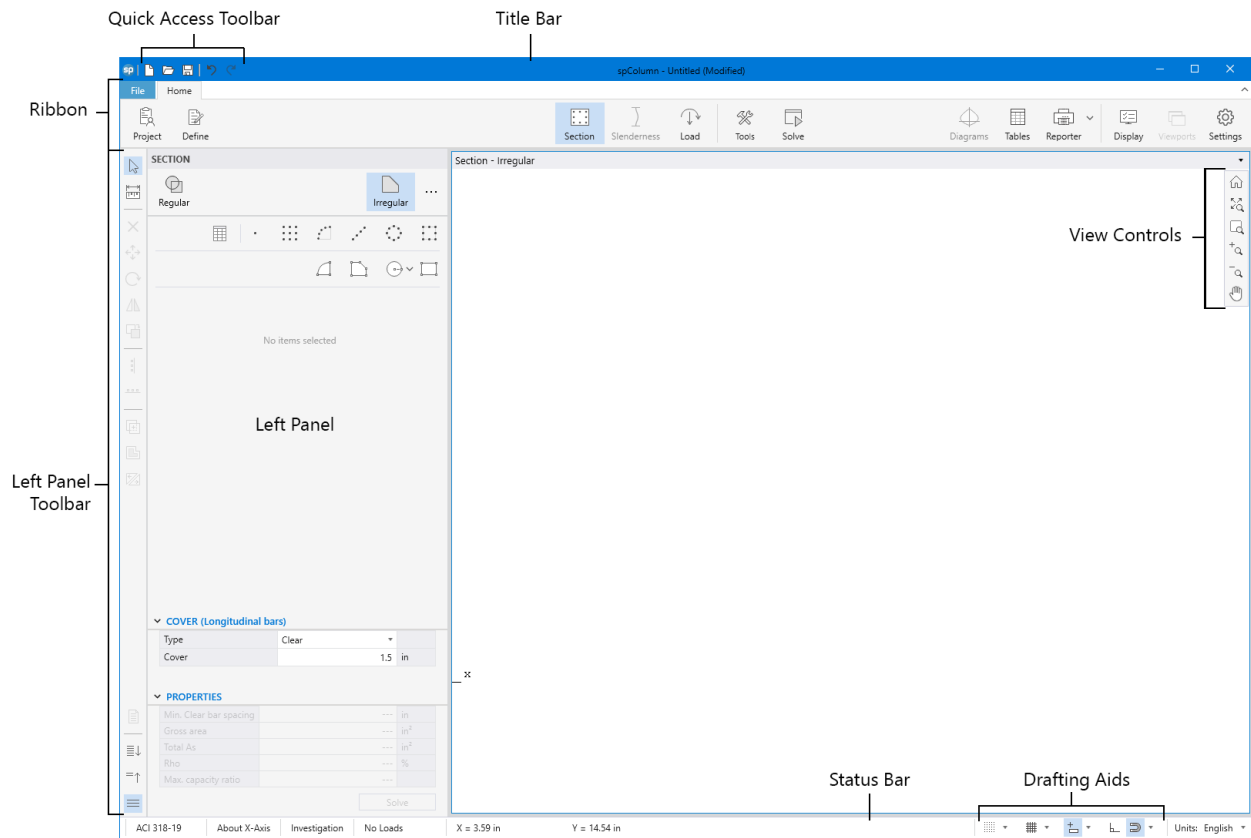 Quick Access Toolbar
Title Bar
sp
spColumn - Untitled (Modified)
File
Home
Ribbon
Project
Define
Section
Slenderness
Load
Tools
Solve
Diagrams
Tables
Reporter
Display
Viewports
Settings
SECTION
Section - Irregular
Regular
Irregular
...
View Controls
No items selected
Left Panel
Left Panel
Toolbar
COVER (Longitudinal bars)
Type Clear
Cover 1.5 in
x
PROPERTIES
Min. Clear bar spacing --- in
Gross area --- in²
Total As --- in²
Rho --- %
Max. capacity ratio ---
Solve
Status Bar
Drafting Aids
ACI 318-19
About X-Axis
Investigation
No Loads
X = 3.59 in
Y = 14.54 in
Units: English